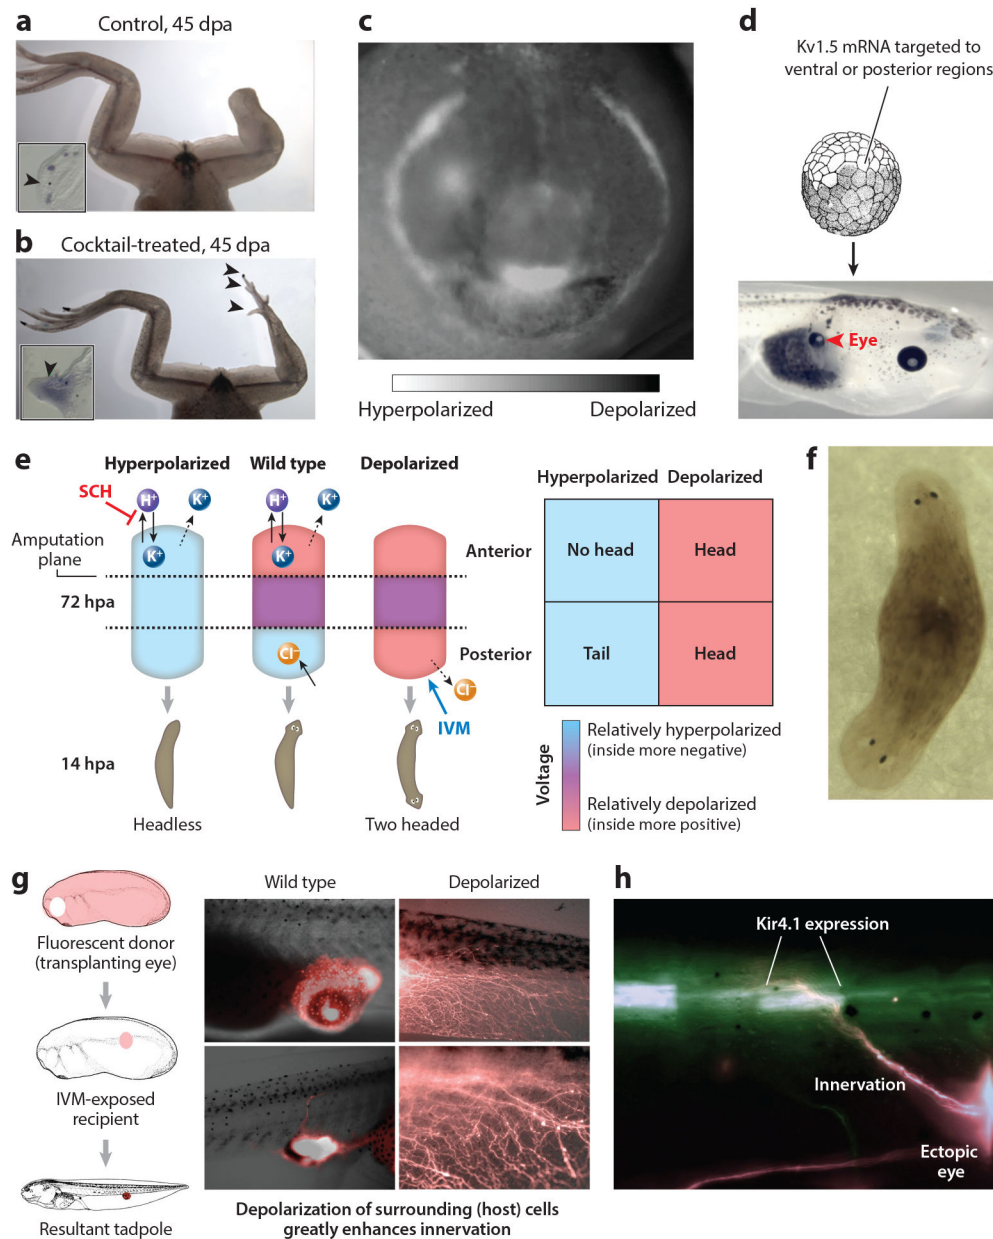 a
Control, 45 dpa
b
Cocktail-treated, 45 dpa
c
Hyperpolarized
Depolarized
d
Kv1.5 mRNA targeted to
ventral or posterior regions
Eye
e
Hyperpolarized
Wild type
Depolarized
SCH
H+
K+
H+
K+
Amputation
plane
K+
K+
72 hpa
Cl−
Cl−
IVM
14 hpa
Headless
Two headed
Hyperpolarized
Depolarized
Anterior
No head
Head
Posterior
Tail
Head
Voltage
Relatively hyperpolarized
(inside more negative)
Relatively depolarized
(inside more positive)
f
g
Fluorescent donor
(transplanting eye)
IVM-exposed
recipient
Resultant tadpole
Wild type
Depolarized
Depolarization of surrounding (host) cells
greatly enhances innervation
h
Kir4.1 expression
Innervation
Ectopic
eye